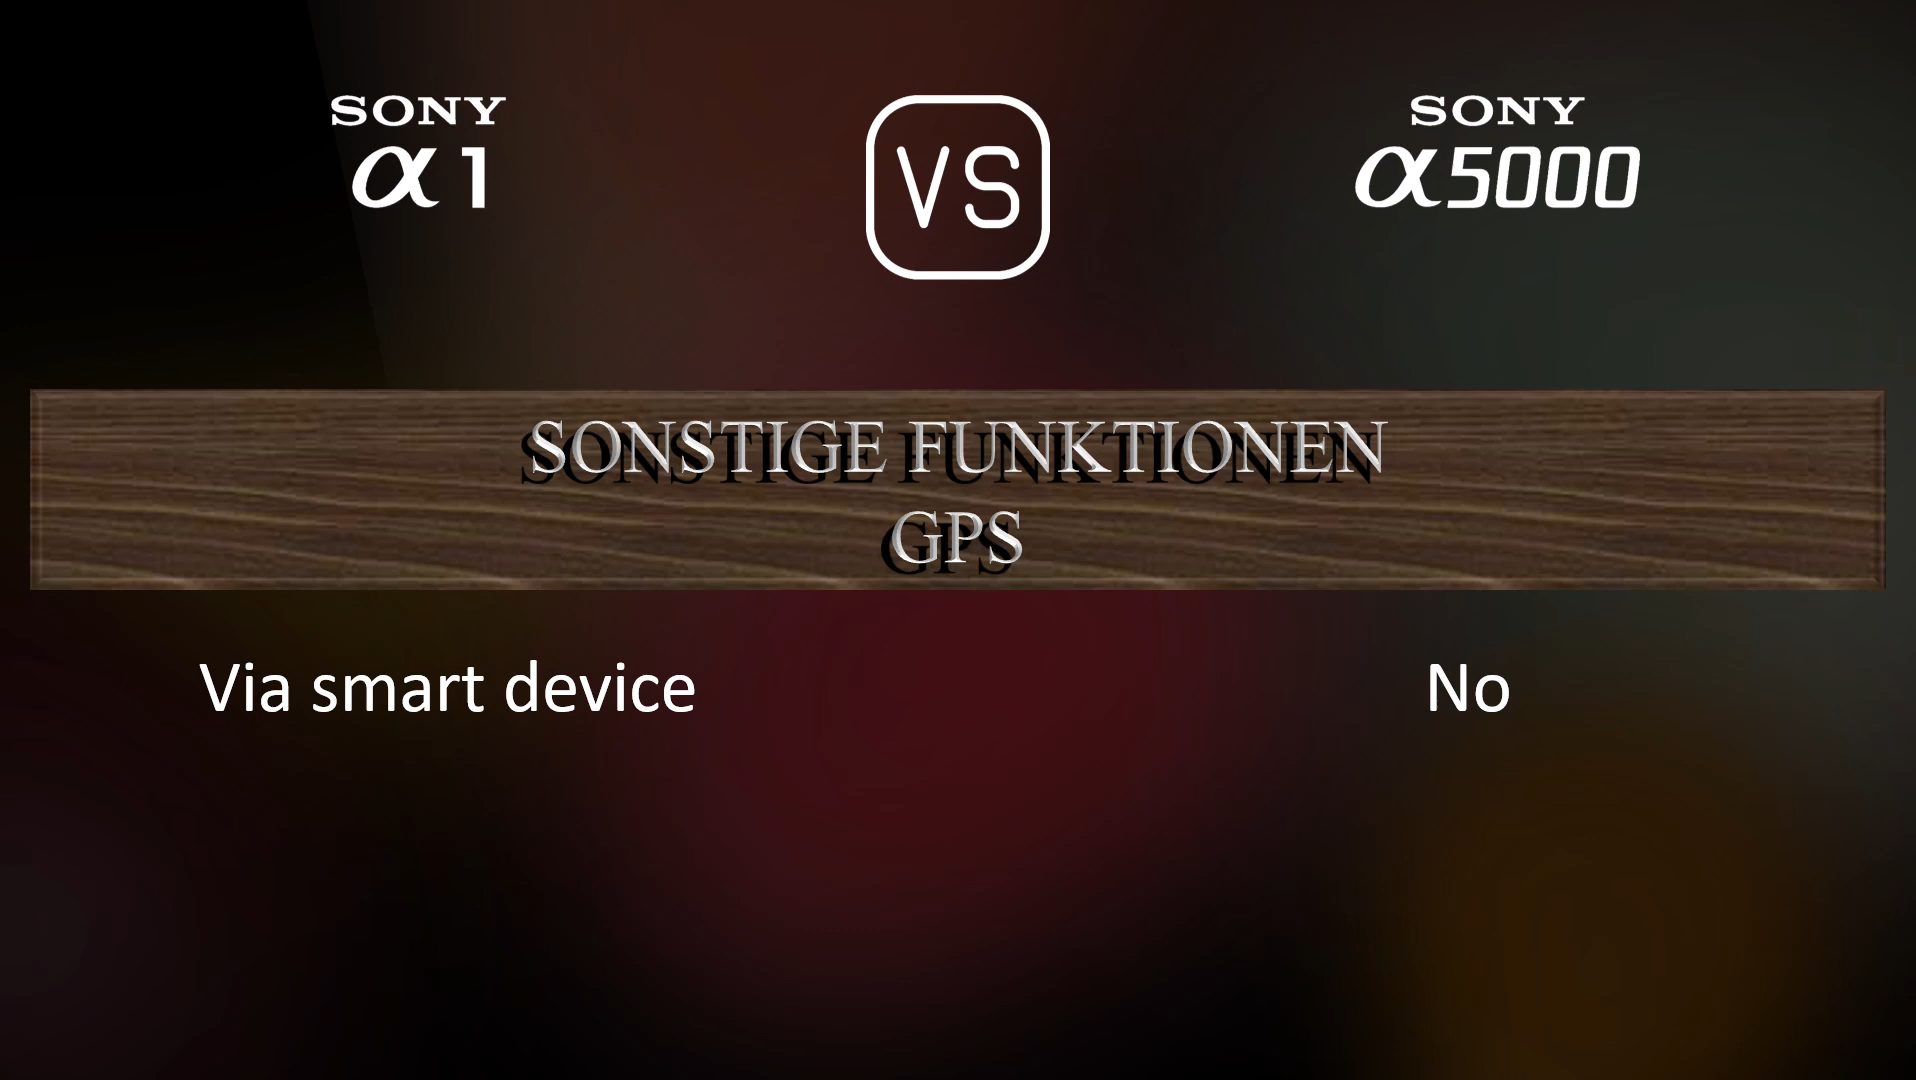 SONY
α1
VS
SONY
α5000
SONSTIGE FUNKTIONEN
GPS
Via smart device
No